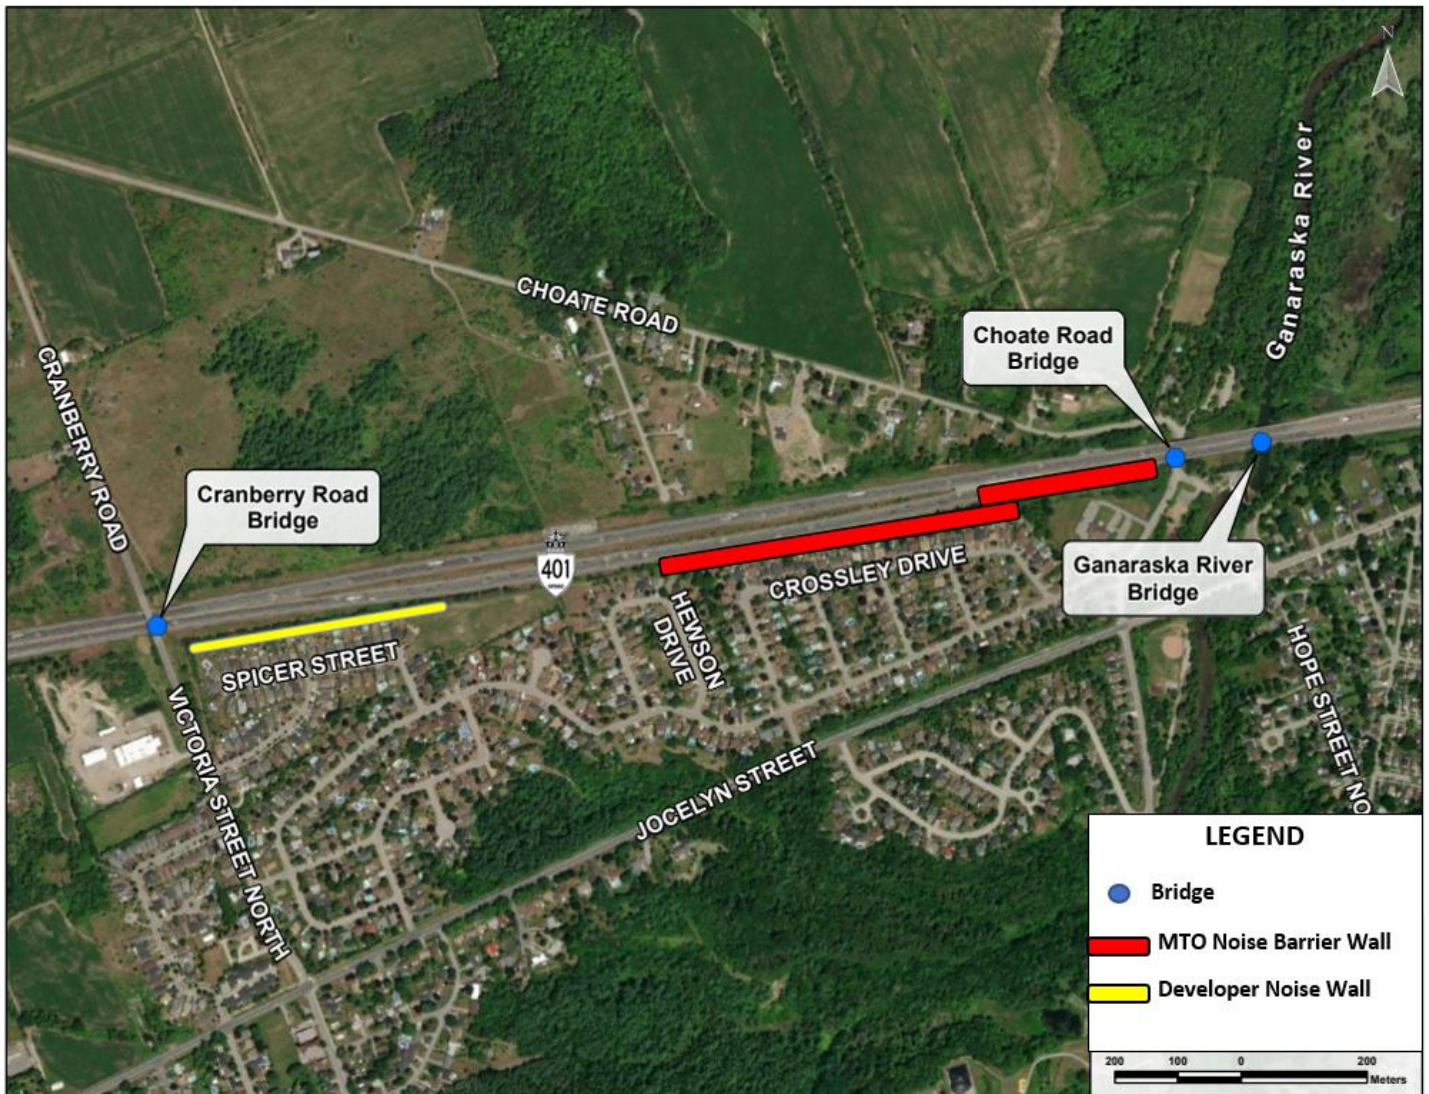 N
Ganaraska River
CHOATE ROAD
Choate Road
Bridge
CRANBERRY ROAD
Cranberry Road
Bridge
401
CROSSLEY DRIVE
Ganaraska River
Bridge
HEWSON
DRIVE
SPICER STREET
HOPE STREET NO
VICTORIA STREET NORTH
JOCELYN STREET
LEGEND
Bridge
MTO Noise Barrier Wall
Developer Noise Wall
200 100 0 200
Meters